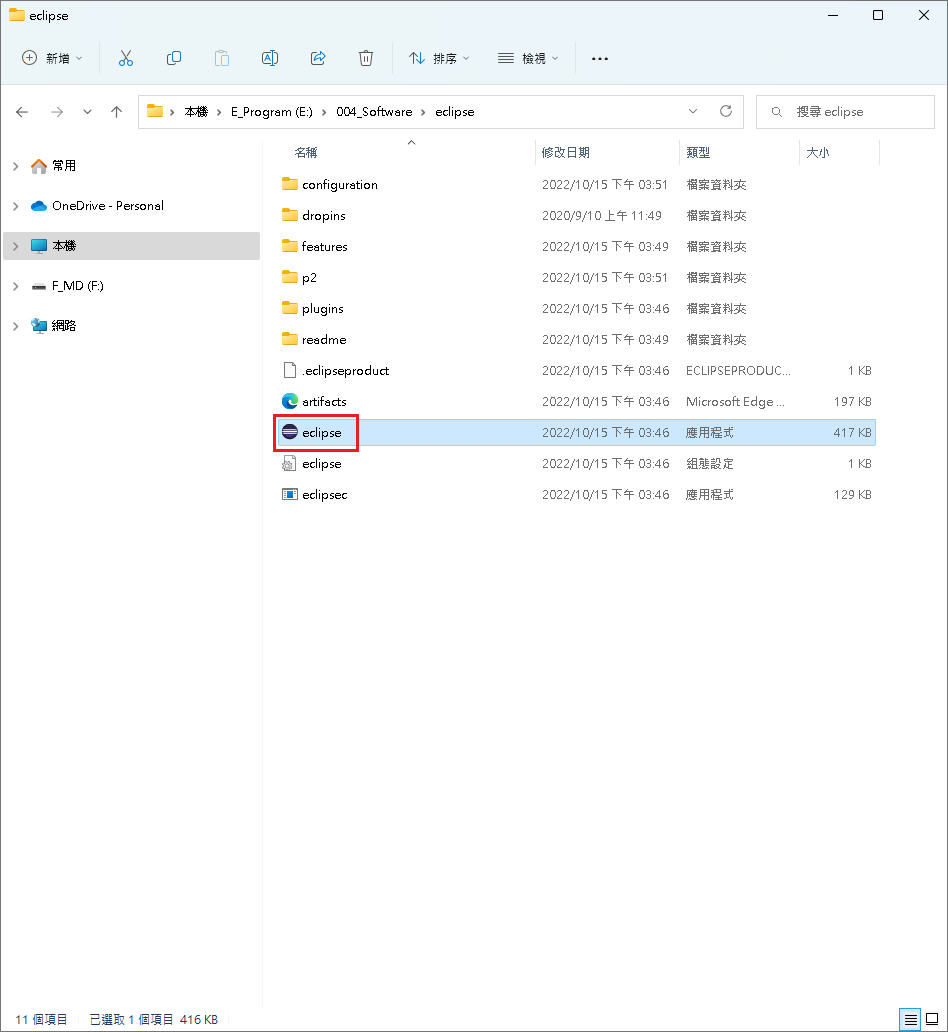 eclipse
新增
排序
檢視
本機 E_Program (E:) 004_Software eclipse
搜尋 eclipse
常用
OneDrive - Personal
本機
F_MD (F:)
網路
名稱 修改日期 類型 大小
configuration 2022/10/15 下午 03:51 檔案資料夾
dropins 2020/9/10 上午 11:49 檔案資料夾
features 2022/10/15 下午 03:49 檔案資料夾
p2 2022/10/15 下午 03:51 檔案資料夾
plugins 2022/10/15 下午 03:46 檔案資料夾
readme 2022/10/15 下午 03:49 檔案資料夾
.eclipseproduct 2022/10/15 下午 03:46 ECLIPSEPRODUC... 1 KB
artifacts 2022/10/15 下午 03:46 Microsoft Edge ... 197 KB
eclipse 2022/10/15 下午 03:46 應用程式 417 KB
eclipse 2022/10/15 下午 03:46 組態設定 1 KB
eclipsec 2022/10/15 下午 03:46 應用程式 129 KB
11 個項目 已選取 1 個項目 416 KB